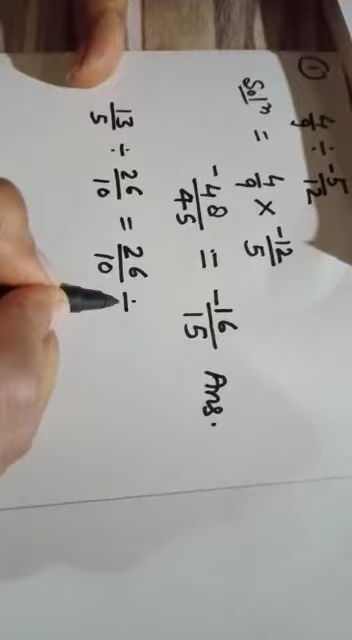 ① 4/9 ÷ -5/12
Solⁿ = 4/9 × -12/5
-48/45 = -16/15 Ans.
13/5 ÷ 26/10 = 26/10 ÷